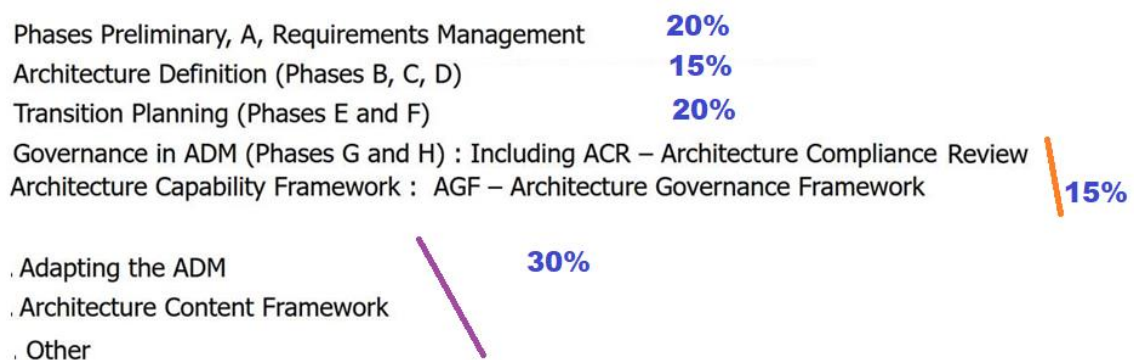 Phases Preliminary, A, Requirements Management 20%
Architecture Definition (Phases B, C, D) 15%
Transition Planning (Phases E and F) 20%
Governance in ADM (Phases G and H) : Including ACR – Architecture Compliance Review
Architecture Capability Framework : AGF – Architecture Governance Framework 15%
. Adapting the ADM 30%
. Architecture Content Framework
. Other